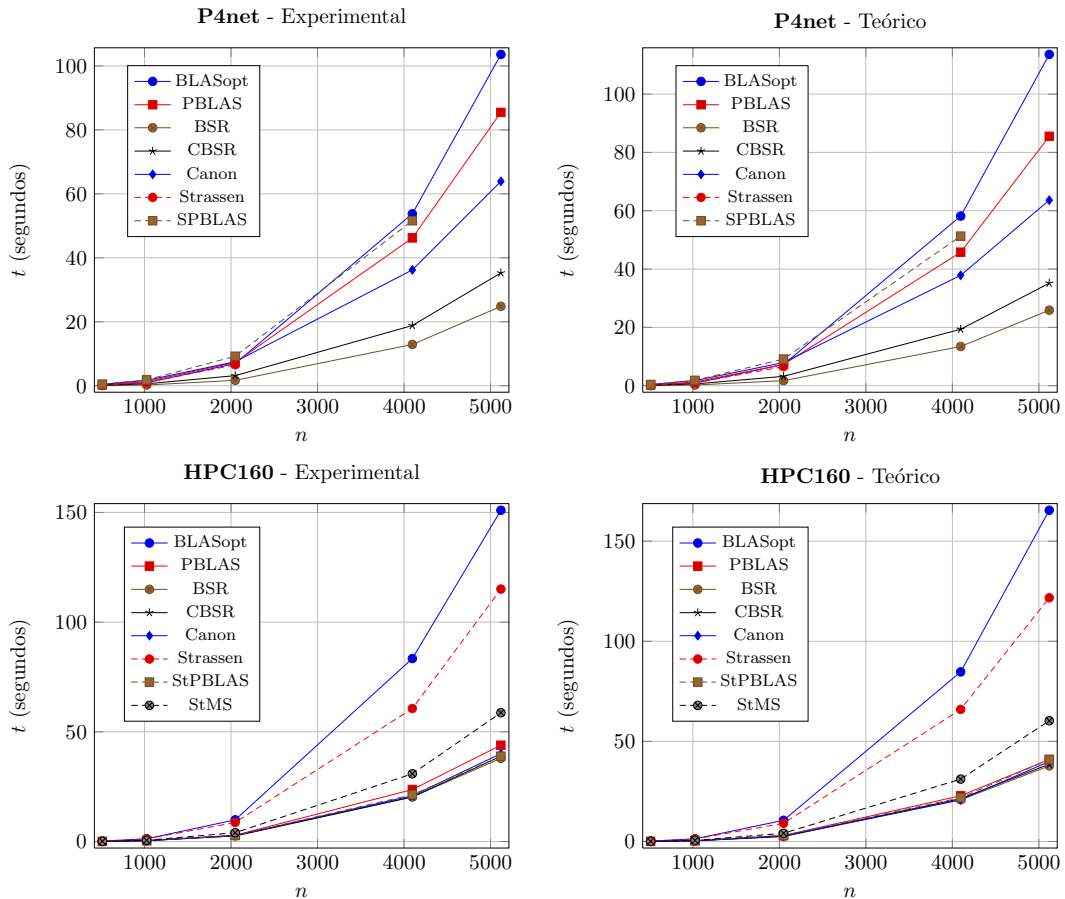 P4net - Experimental
t (segundos)
100
80
60
40
20
0
BLASopt
PBLAS
BSR
CBSR
Canon
Strassen
SPBLAS
1000 2000 3000 4000 5000
n
P4net - Teórico
t (segundos)
100
80
60
40
20
0
BLASopt
PBLAS
BSR
CBSR
Canon
Strassen
SPBLAS
1000 2000 3000 4000 5000
n
HPC160 - Experimental
t (segundos)
150
100
50
0
BLASopt
PBLAS
BSR
CBSR
Canon
Strassen
StPBLAS
StMS
1000 2000 3000 4000 5000
n
HPC160 - Teórico
t (segundos)
150
100
50
0
BLASopt
PBLAS
BSR
CBSR
Canon
Strassen
StPBLAS
StMS
1000 2000 3000 4000 5000
n